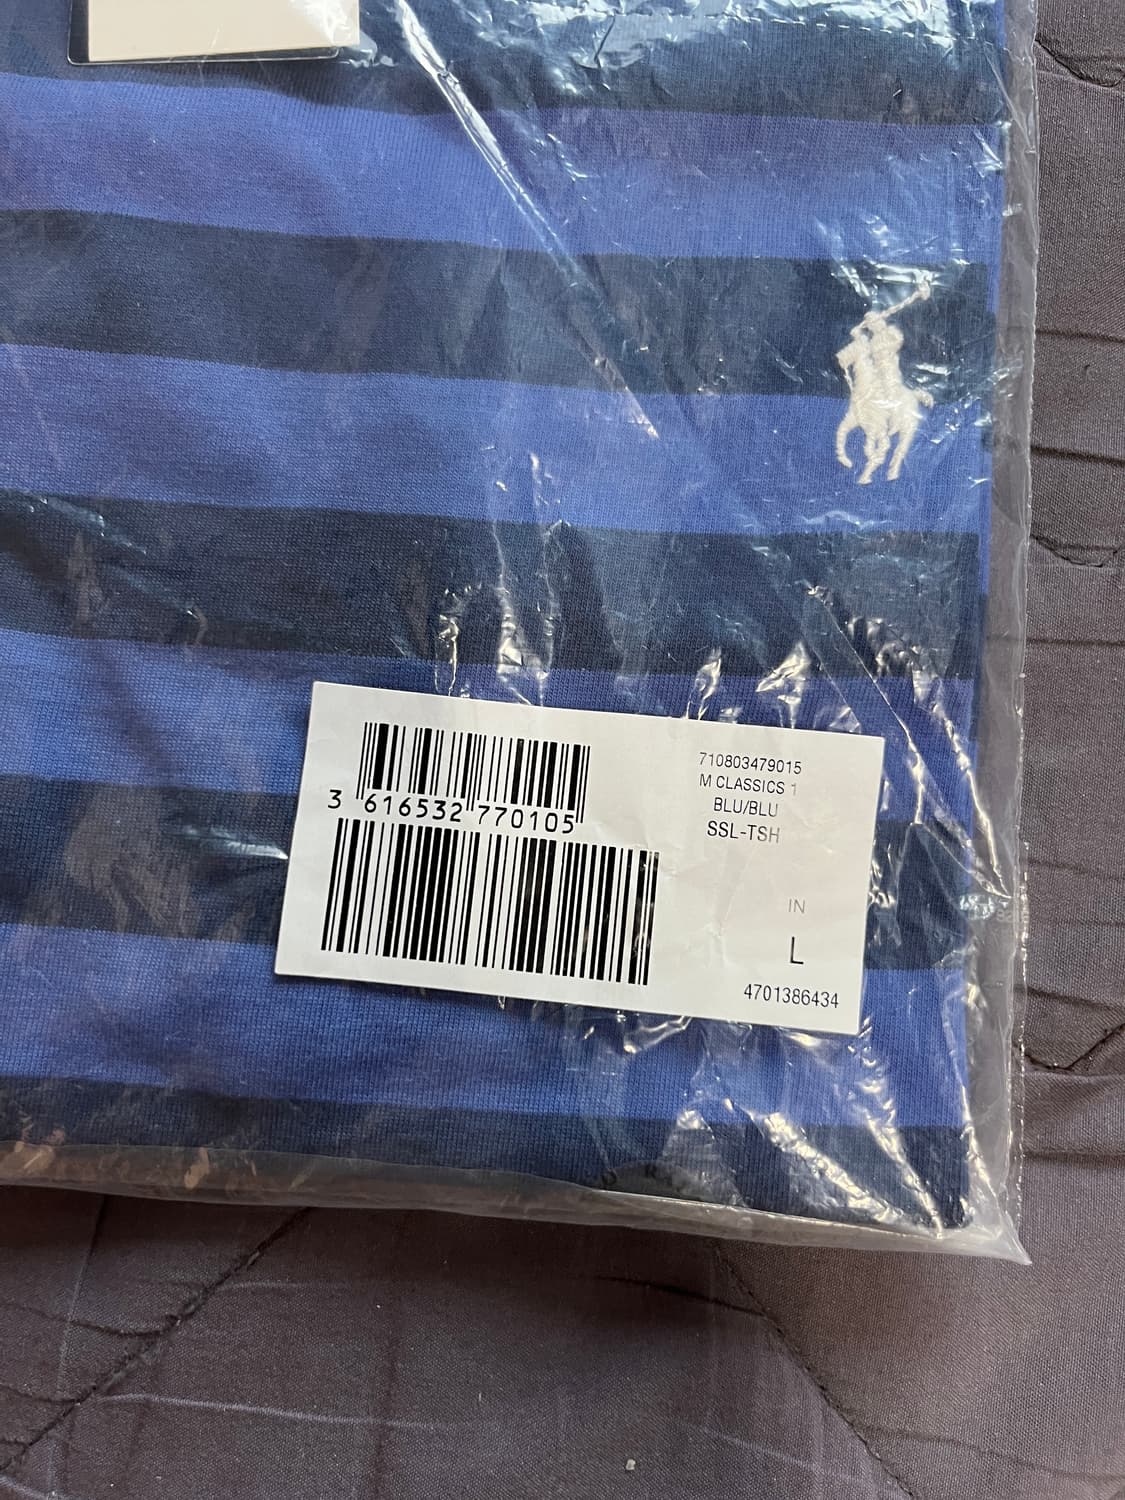 3 616532 770105
710803479015
M CLASSICS 1
BLU/BLU
SSL-TSH
IN
L
4701386434